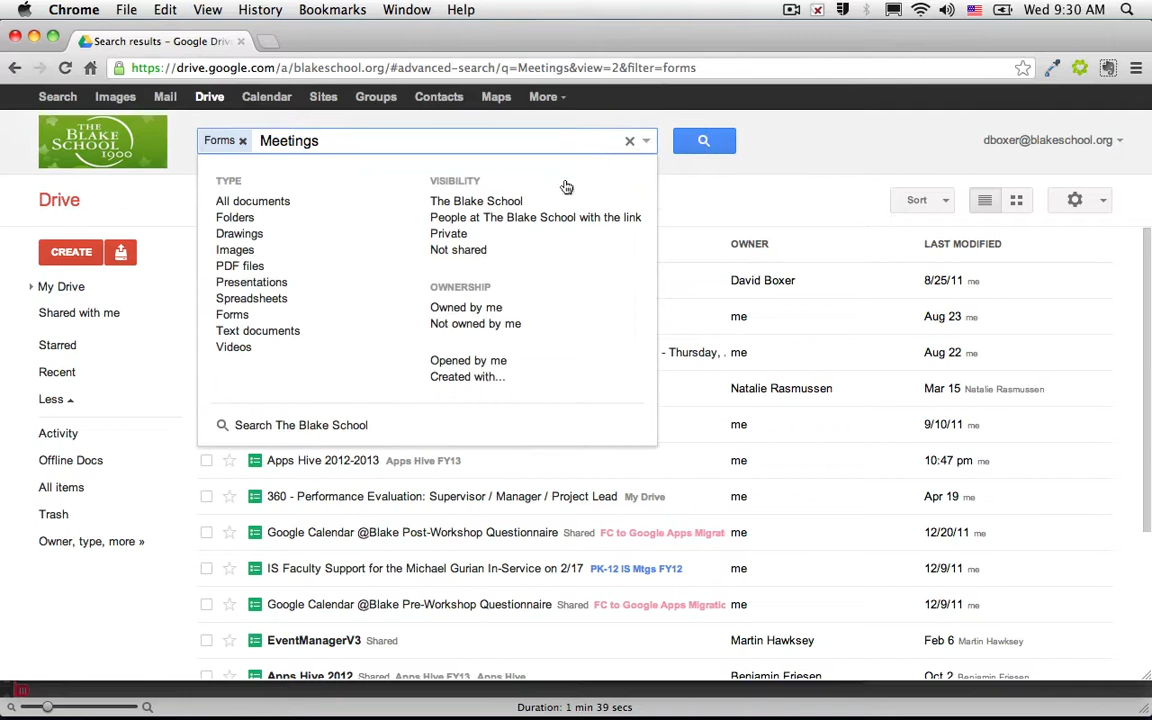 Chrome File Edit View History Bookmarks Window Help Wed 9:30 AM
Search results – Google Drive
https://drive.google.com/a/blakeschool.org/#advanced-search/q=Meetings&view=2&filter=forms
Search Images Mail Drive Calendar Sites Groups Contacts Maps More
THE BLAKE SCHOOL 1900
Forms x Meetings
dboxer@blakeschool.org
Drive
Sort
TYPE
All documents
Folders
Drawings
Images
PDF files
Presentations
Spreadsheets
Forms
Text documents
Videos
VISIBILITY
The Blake School
People at The Blake School with the link
Private
Not shared
OWNERSHIP
Owned by me
Not owned by me
Opened by me
Created with...
Search The Blake School
CREATE
My Drive
Shared with me
Starred
Recent
Less
Activity
Offline Docs
All items
Trash
Owner, type, more »
OWNER LAST MODIFIED
David Boxer 8/25/11 me
me Aug 23 me
- Thursday, . me Aug 22 me
Natalie Rasmussen Mar 15 Natalie Rasmussen
me 9/10/11 me
Apps Hive 2012-2013 Apps Hive FY13 me 10:47 pm me
360 - Performance Evaluation: Supervisor / Manager / Project Lead My Drive me Apr 19 me
Google Calendar @Blake Post-Workshop Questionnaire Shared FC to Google Apps Migrat me 12/20/11 me
IS Faculty Support for the Michael Gurian In-Service on 2/17 PK-12 IS Mtgs FY12 me 12/9/11 me
Google Calendar @Blake Pre-Workshop Questionnaire Shared FC to Google Apps Migratio me 12/9/11 me
EventManagerV3 Shared Martin Hawksey Feb 6 Martin Hawksey
Apps Hive 2012 Shared Apps Hive FY13, Apps Hive Benjamin Friesen Oct 2 Benjamin Friesen
Duration: 1 min 39 secs